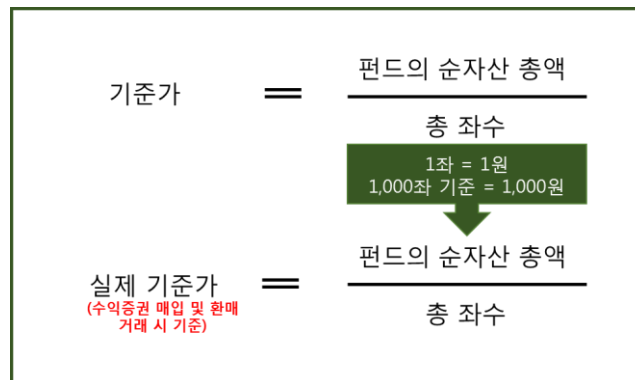 기준가
펀드의 순자산 총액
총 좌수
1좌 = 1원
1,000좌 기준 = 1,000원
실제 기준가
(수익증권 매입 및 환매
거래 시 기준)
펀드의 순자산 총액
총 좌수